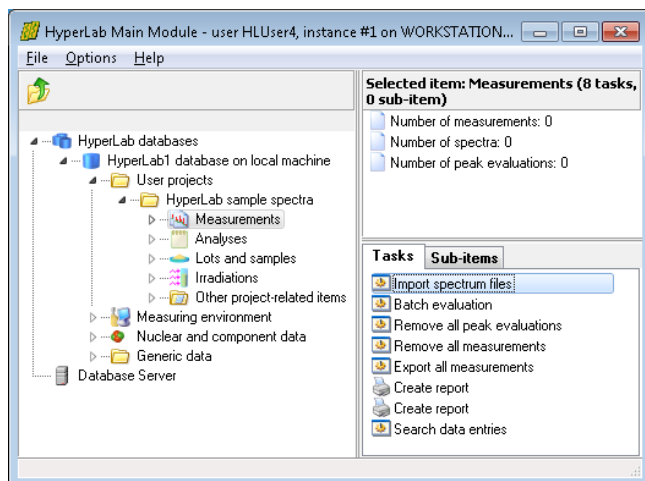 HyperLab Main Module - user HLUser4, instance #1 on WORKSTATION...
File Options Help
Selected item: Measurements (8 tasks,
0 sub-item)
Number of measurements: 0
Number of spectra: 0
Number of peak evaluations: 0
HyperLab databases
HyperLab1 database on local machine
User projects
HyperLab sample spectra
Measurements
Analyses
Lots and samples
Irradiations
Other project-related items
Measuring environment
Nuclear and component data
Generic data
Database Server
Tasks Sub-items
Import spectrum files
Batch evaluation
Remove all peak evaluations
Remove all measurements
Export all measurements
Create report
Create report
Search data entries